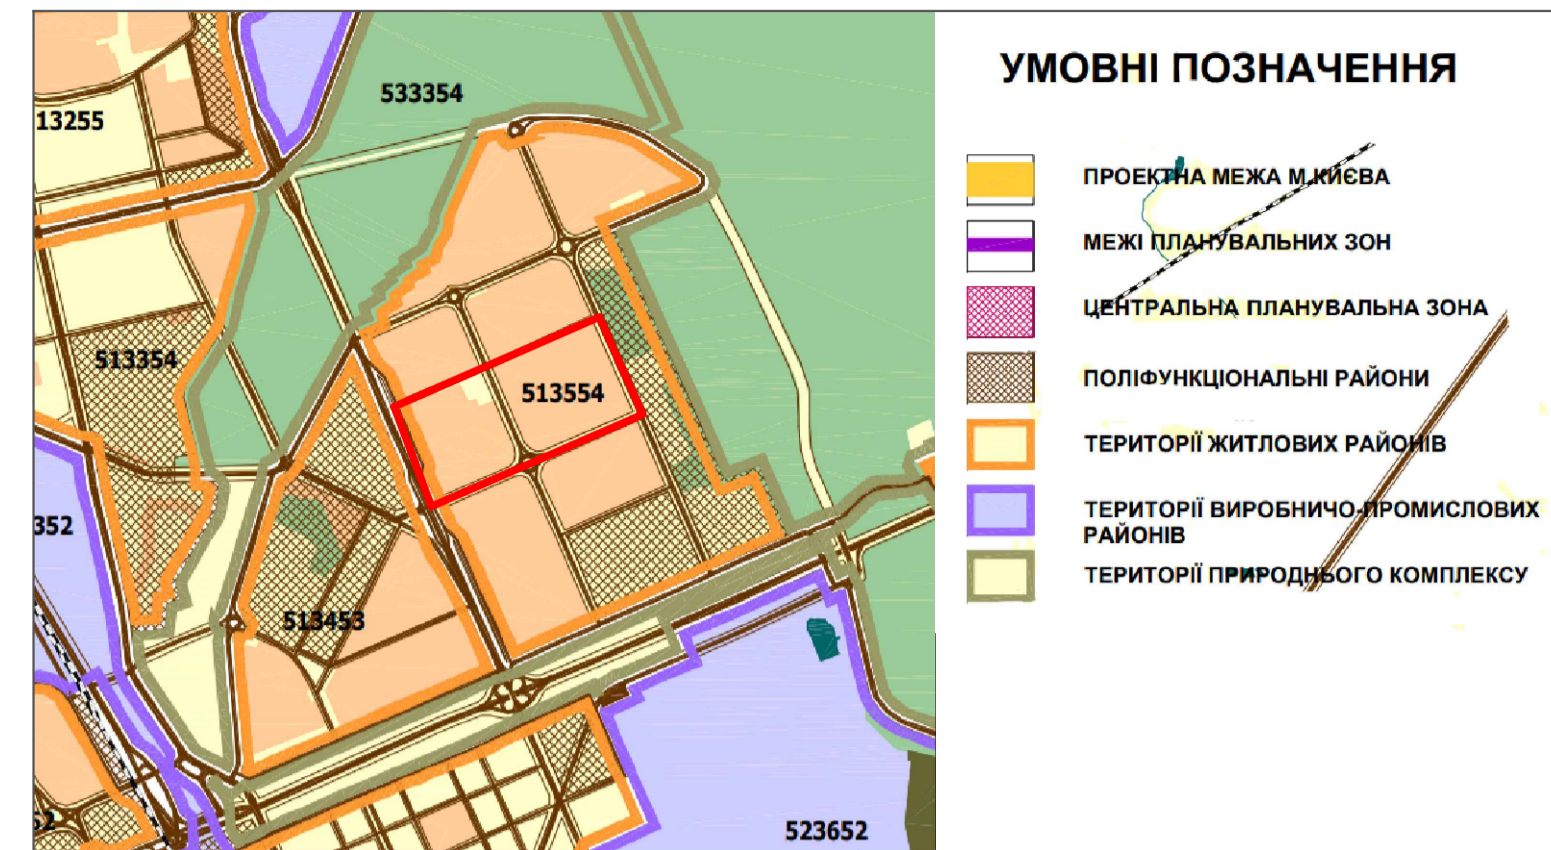 УМОВНІ ПОЗНАЧЕННЯ
533354
13255
ПРОЕКТНА МЕЖА М.КИЄВА
МЕЖІ ПЛАНУВАЛЬНИХ ЗОН
ЦЕНТРАЛЬНА ПЛАНУВАЛЬНА ЗОНА
513354
ПОЛІФУНКЦІОНАЛЬНІ РАЙОНИ
513554
ТЕРИТОРІЇ ЖИТЛОВИХ РАЙОНІВ
352
ТЕРИТОРІЇ ВИРОБНИЧО-ПРОМИСЛОВИХ
РАЙОНІВ
ТЕРИТОРІЇ ПРИРОДНЬОГО КОМПЛЕКСУ
513453
52
523652